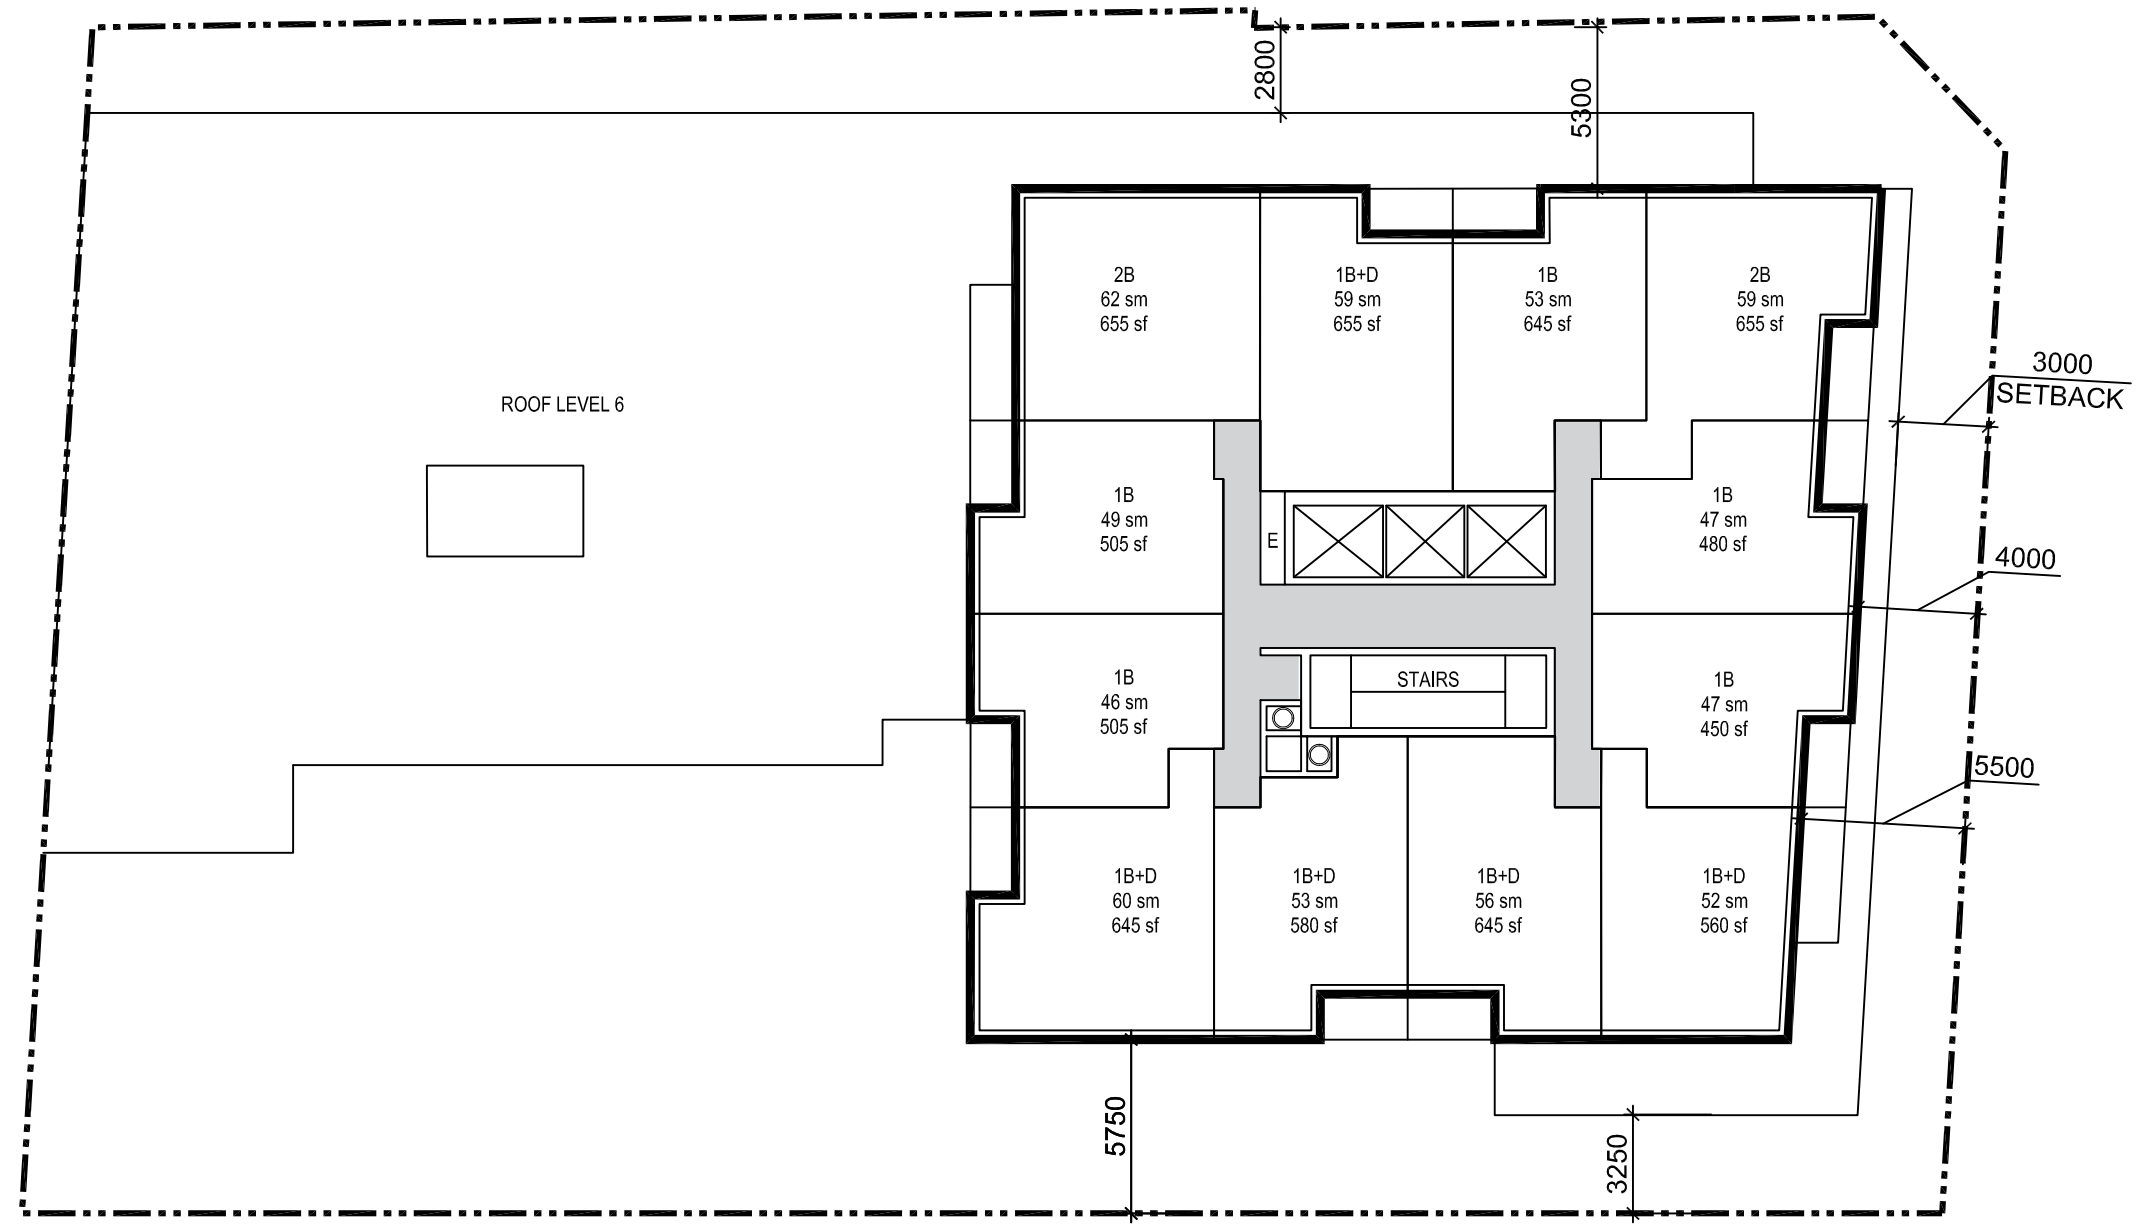 2800
5300
2B
62 sm
655 sf
1B+D
59 sm
655 sf
1B
53 sm
645 sf
2B
59 sm
655 sf
3000
SETBACK
ROOF LEVEL 6
1B
49 sm
505 sf
E
1B
47 sm
480 sf
4000
1B
46 sm
505 sf
STAIRS
1B
47 sm
450 sf
5500
1B+D
60 sm
645 sf
1B+D
53 sm
580 sf
1B+D
56 sm
645 sf
1B+D
52 sm
560 sf
5750
3250